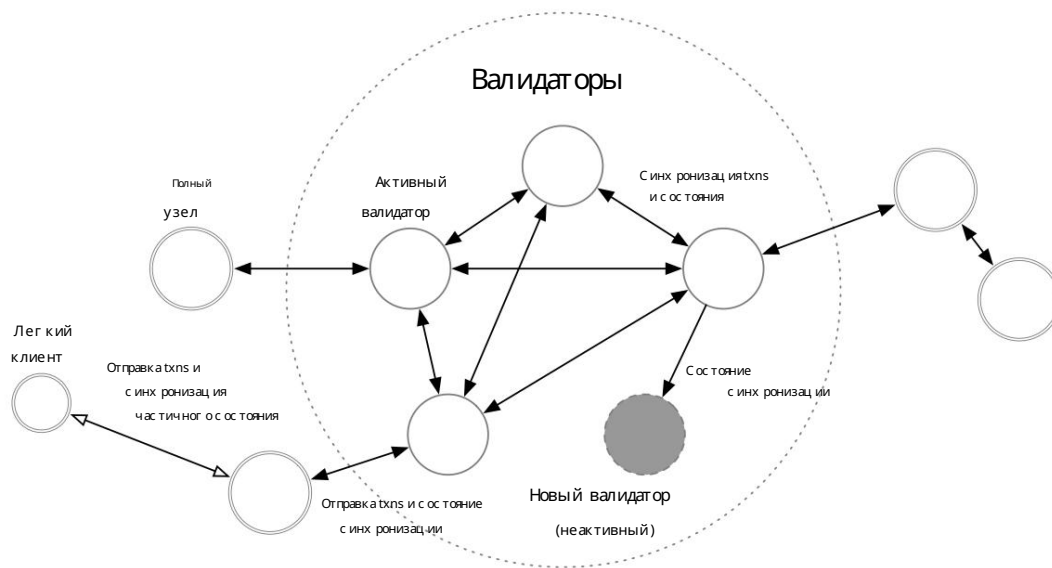 Валидаторы
Активный
валидатор
Синхронизация txns
и состояния
Полный
узел
Легкий
клиент
Отправка txns и
синхронизация
частичного состояния
Состояние
синхронизации
Новый валидатор
(неактивный)
Отправка txns и состояние
синхронизации